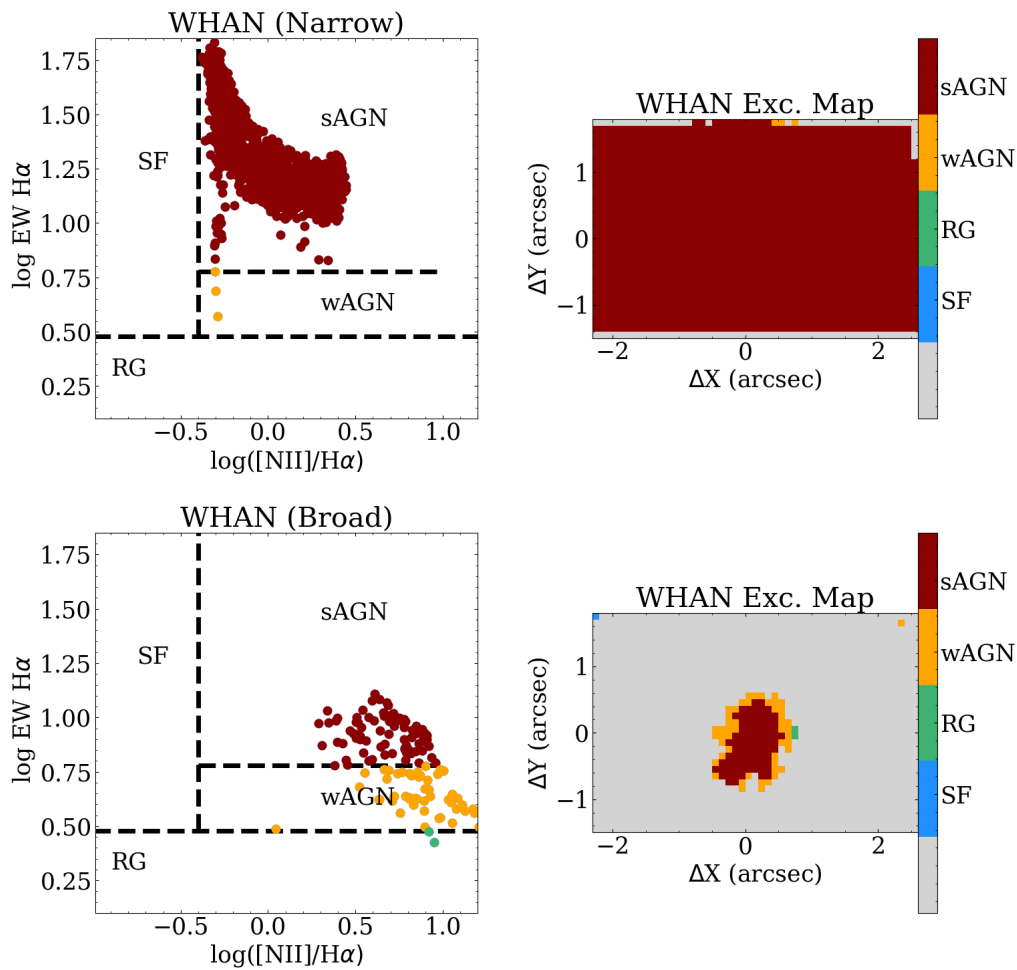 WHAN (Narrow)
log EW Hα
1.75
1.50
1.25
1.00
0.75
0.50
0.25
SF
sAGN
wAGN
RG
−0.5 0.0 0.5 1.0
log([NII]/Hα)
WHAN Exc. Map
ΔY (arcsec)
1
0
−1
−2 0 2
ΔX (arcsec)
sAGN
wAGN
RG
SF
WHAN (Broad)
log EW Hα
1.75
1.50
1.25
1.00
0.75
0.50
0.25
sAGN
SF
wAGN
RG
−0.5 0.0 0.5 1.0
log([NII]/Hα)
WHAN Exc. Map
ΔY (arcsec)
1
0
−1
−2 0 2
ΔX (arcsec)
sAGN
wAGN
RG
SF